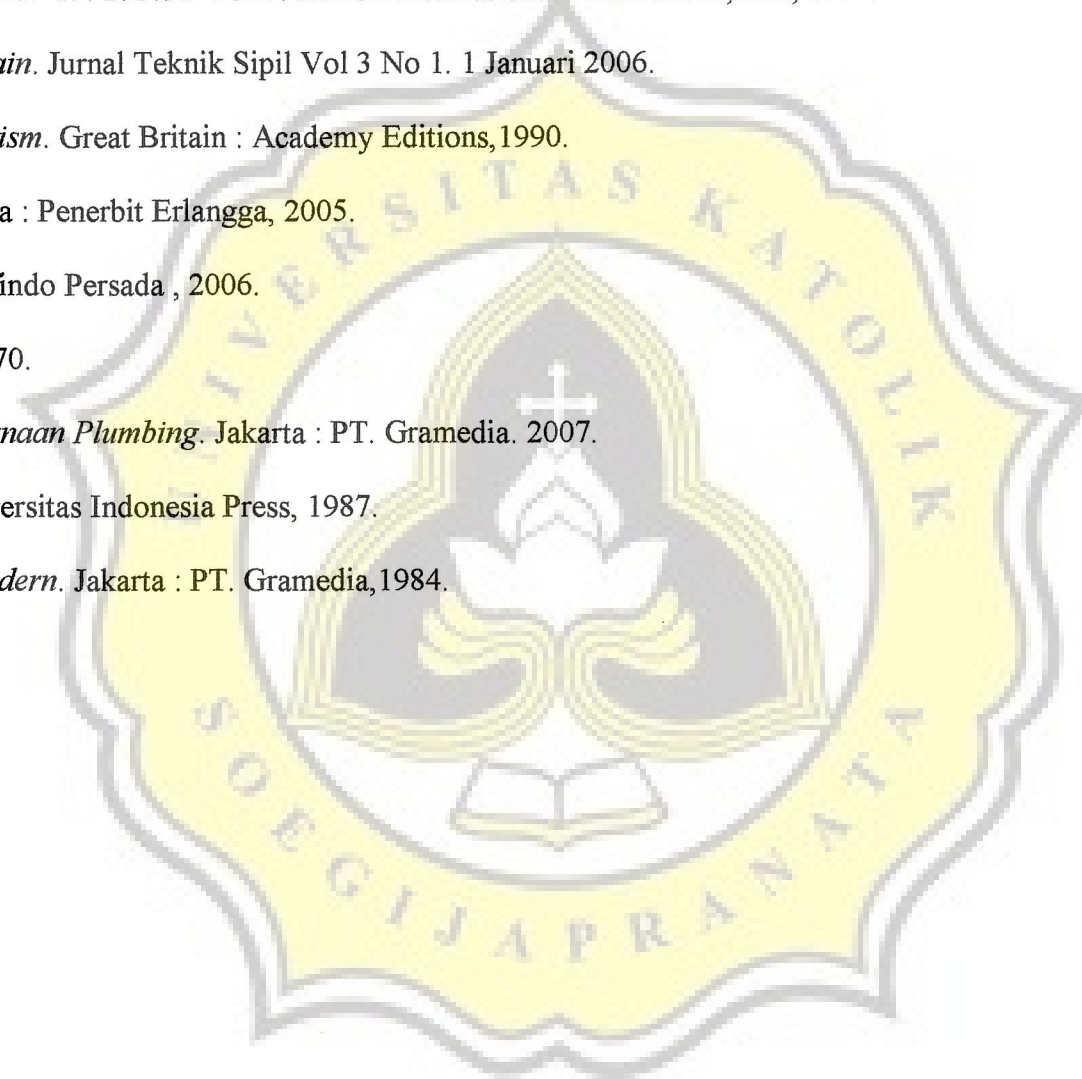 ain. Jurnal Teknik Sipil Vol 3 No 1. 1 Januari 2006.
ism. Great Britain : Academy Editions,1990.
a : Penerbit Erlangga, 2005.
indo Persada , 2006.
70.
naan Plumbing. Jakarta : PT. Gramedia. 2007.
ersitas Indonesia Press, 1987.
dern. Jakarta : PT. Gramedia,1984.
UNIVERSITAS KATOLIK
SOEGIJAPRANATA